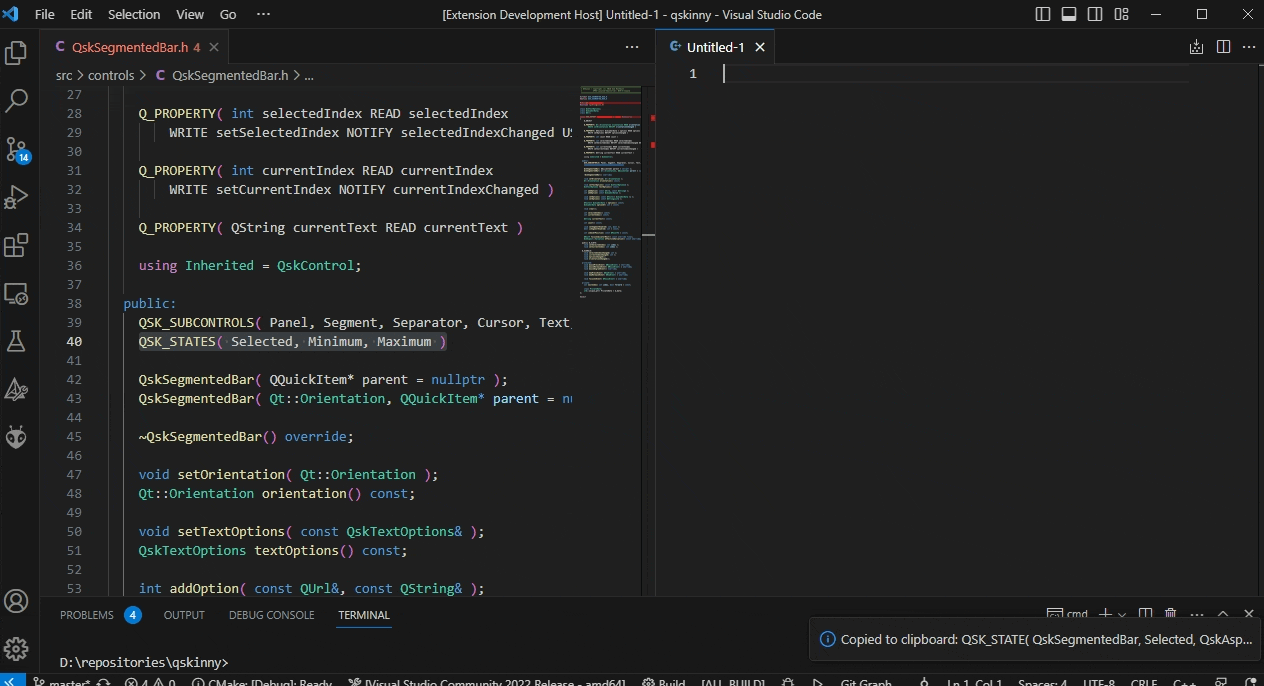 File Edit Selection View Go ··· [Extension Development Host] Untitled-1 - qskinny - Visual Studio Code
C QskSegmentedBar.h 4
Untitled-1
src > controls > C QskSegmentedBar.h > ...
27
28 Q_PROPERTY( int selectedIndex READ selectedIndex
29 WRITE setSelectedIndex NOTIFY selectedIndexChanged US
30
31 Q_PROPERTY( int currentIndex READ currentIndex
32 WRITE setCurrentIndex NOTIFY currentIndexChanged )
33
34 Q_PROPERTY( QString currentText READ currentText )
35
36 using Inherited = QskControl;
37
38 public:
39 QSK_SUBCONTROLS( Panel, Segment, Separator, Cursor, Text,
40 QSK_STATES( Selected, Minimum, Maximum )
41
42 QskSegmentedBar( QQuickItem* parent = nullptr );
43 QskSegmentedBar( Qt::Orientation, QQuickItem* parent = nu
44
45 ~QskSegmentedBar() override;
46
47 void setOrientation( Qt::Orientation );
48 Qt::Orientation orientation() const;
49
50 void setTextOptions( const QskTextOptions& );
51 QskTextOptions textOptions() const;
52
53 int addOption( const QUrl&, const QString& );
1
14
PROBLEMS 4 OUTPUT DEBUG CONSOLE TERMINAL
cmd
Copied to clipboard: QSK_STATE( QskSegmentedBar, Selected, QskAsp...
D:\repositories\qskinny>
master* 4 0 CMake: [Debug]: Ready [Visual Studio Community 2022 Release - amd64] Build [ALL_BUILD] Git Graph Ln 1, Col 1 Spaces: 4 UTF-8 CRLF C++